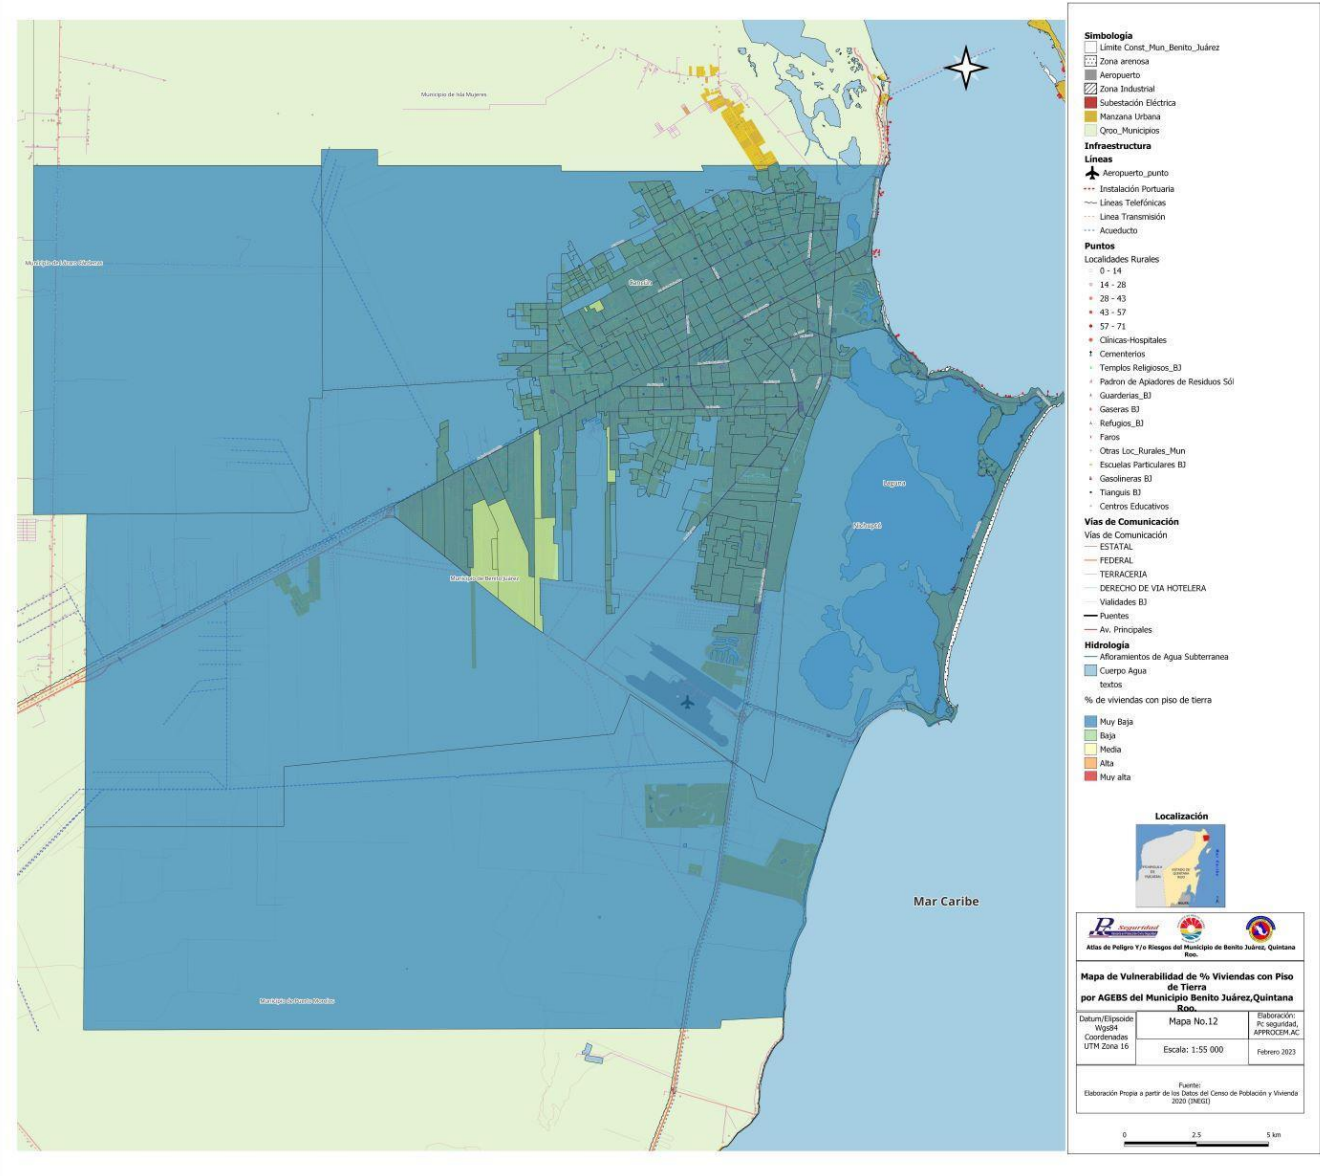 Municipio de Isla Mujeres
Cancún
Laguna
Nichupté
Municipio de Benito Juárez
Mar Caribe
Municipio de Puerto Morelos
Simbología
Límite Const_Mun_Benito_Juárez
Zona arenosa
Aeropuerto
Zona Industrial
Subestación Eléctrica
Manzana Urbana
Qroo_Municipios
Infraestructura
Líneas
Aeropuerto_punto
Instalación Portuaria
Líneas Telefónicas
Linea Transmisión
Acueducto
Puntos
Localidades Rurales
0 - 14
14 - 28
28 - 43
43 - 57
57 - 71
Clínicas-Hospitales
Cementerios
Templos Religiosos_BJ
Padron de Apiadores de Residuos Sól
Guarderias_BJ
Gaseras BJ
Refugios_BJ
Faros
Otras Loc_Rurales_Mun
Escuelas Particulares BJ
Gasolineras BJ
Tianguis BJ
Centros Educativos
Vías de Comunicación
Vías de Comunicación
ESTATAL
FEDERAL
TERRACERIA
DERECHO DE VIA HOTELERA
Vialidades BJ
Puentes
Av. Principales
Hidrología
Afloramientos de Agua Subterranea
Cuerpo Agua
textos
% de viviendas con piso de tierra
Muy Baja
Baja
Media
Alta
Muy alta
Localización
Seguridad
Atlas de Peligro Y/o Riesgos del Municipio de Benito Juárez, Quintana
Roo.
Mapa de Vulnerabilidad de % Viviendas con Piso
de Tierra
por AGEBS del Municipio Benito Juárez,Quintana
Roo.
Datum/Elipsoide
Wgs84
Coordenadas
UTM Zona 16
Mapa No.12
Escala: 1:55 000
Elaboración:
Pc seguridad,
APPROCEM.AC
Febrero 2023
Fuente:
Elaboración Propia a partir de los Datos del Censo de Población y Vivienda
2020 (INEGI)
0 2.5 5 km